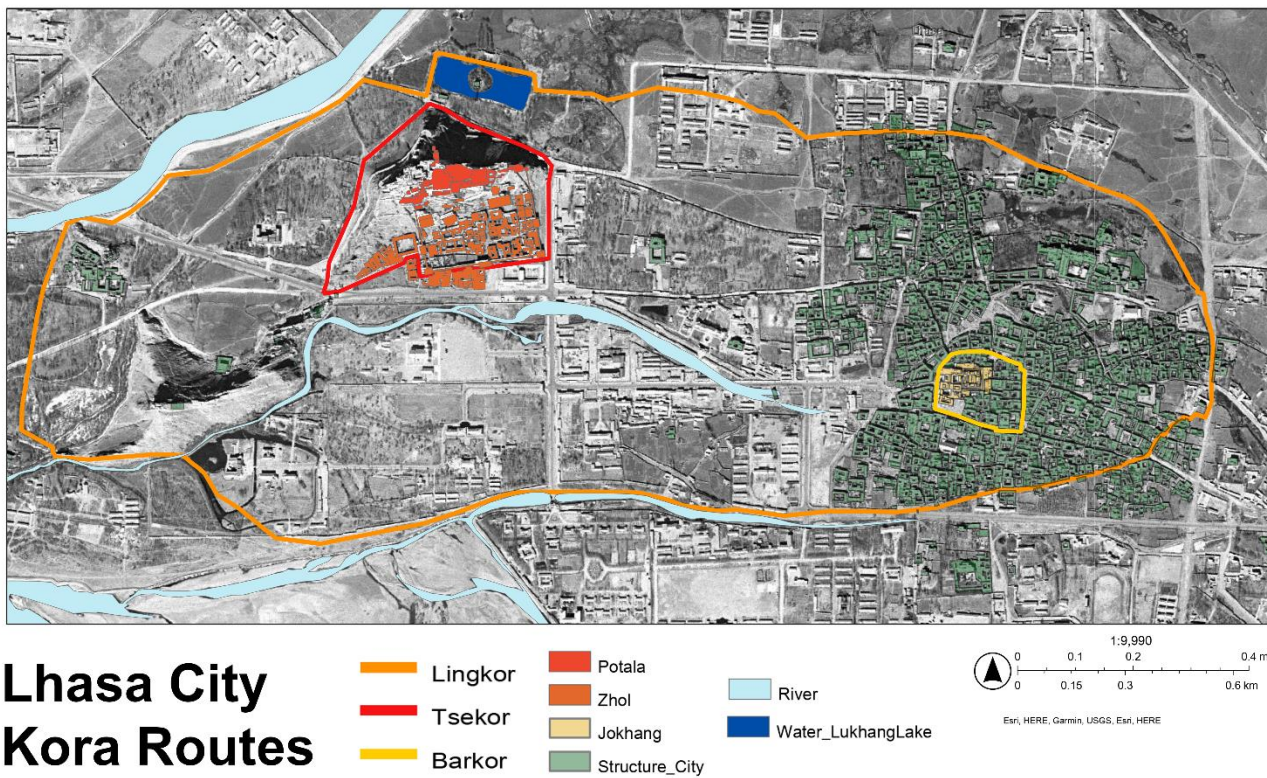 Lhasa City
Kora Routes
Lingkor
Tsekor
Barkor
Potala
Zhol
Jokhang
Structure_City
River
Water_LukhangLake
1:9,990
0 0.1 0.2 0.4 m
0 0.15 0.3 0.6 km
Esri, HERE, Garmin, USGS, Esri, HERE